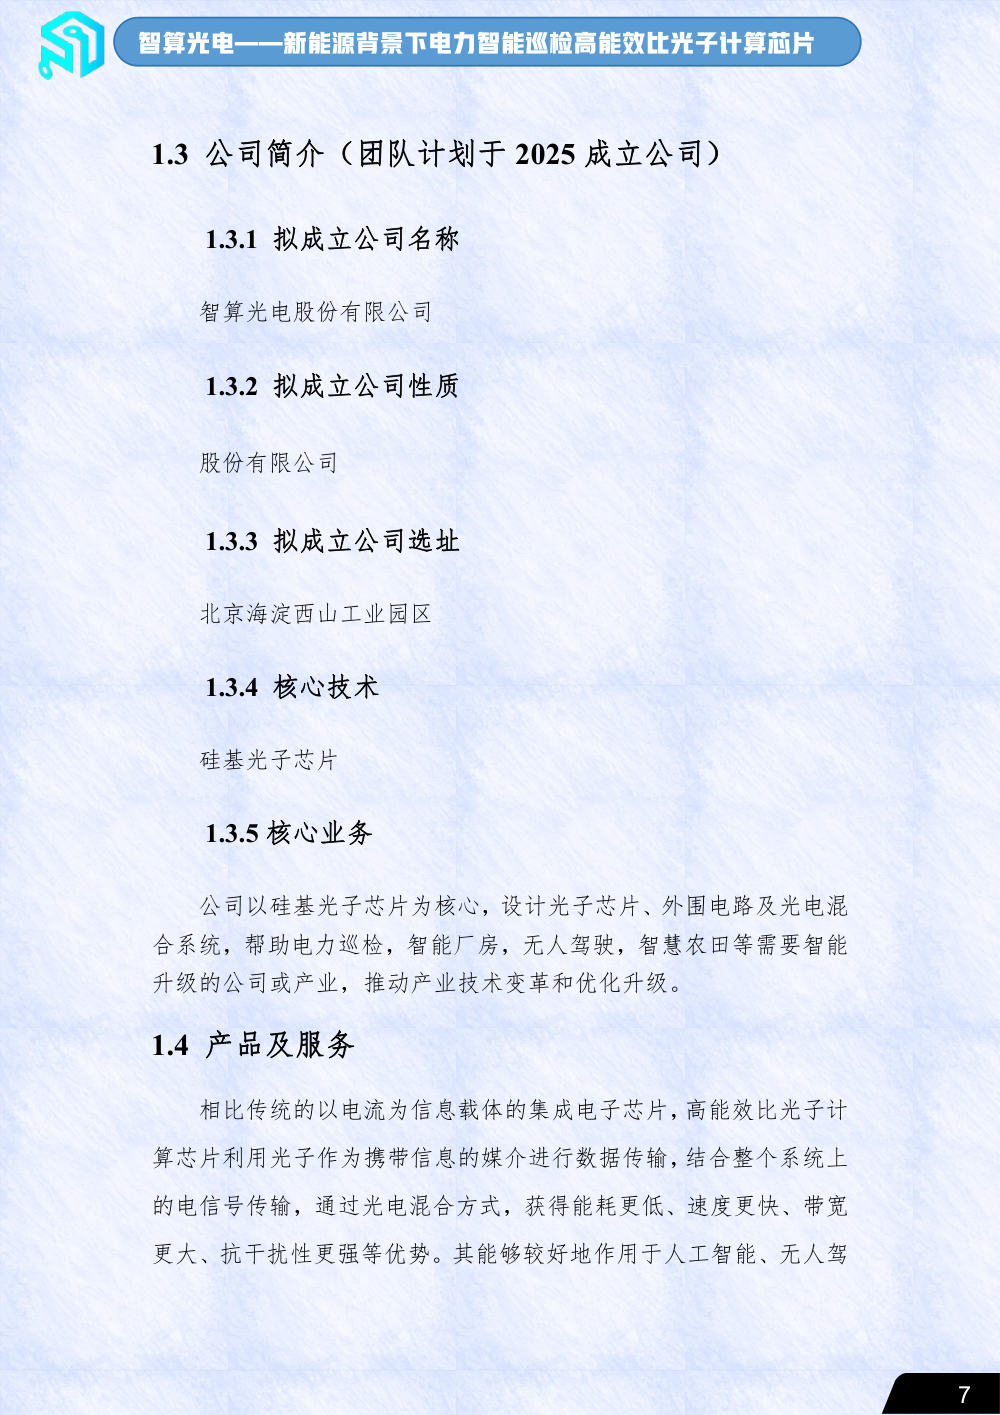 智算光电——新能源背景下电力智能巡检高能效比光子计算芯片
1.3 公司简介（团队计划于 2025 成立公司）
1.3.1 拟成立公司名称
智算光电股份有限公司
1.3.2 拟成立公司性质
股份有限公司
1.3.3 拟成立公司选址
北京海淀西山工业园区
1.3.4 核心技术
硅基光子芯片
1.3.5 核心业务
公司以硅基光子芯片为核心，设计光子芯片、外围电路及光电混
合系统，帮助电力巡检，智能厂房，无人驾驶，智慧农田等需要智能
升级的公司或产业，推动产业技术变革和优化升级。
1.4 产品及服务
相比传统的以电流为信息载体的集成电子芯片，高能效比光子计
算芯片利用光子作为携带信息的媒介进行数据传输，结合整个系统上
的电信号传输，通过光电混合方式，获得能耗更低、速度更快、带宽
更大、抗干扰性更强等优势。其能够较好地作用于人工智能、无人驾
7